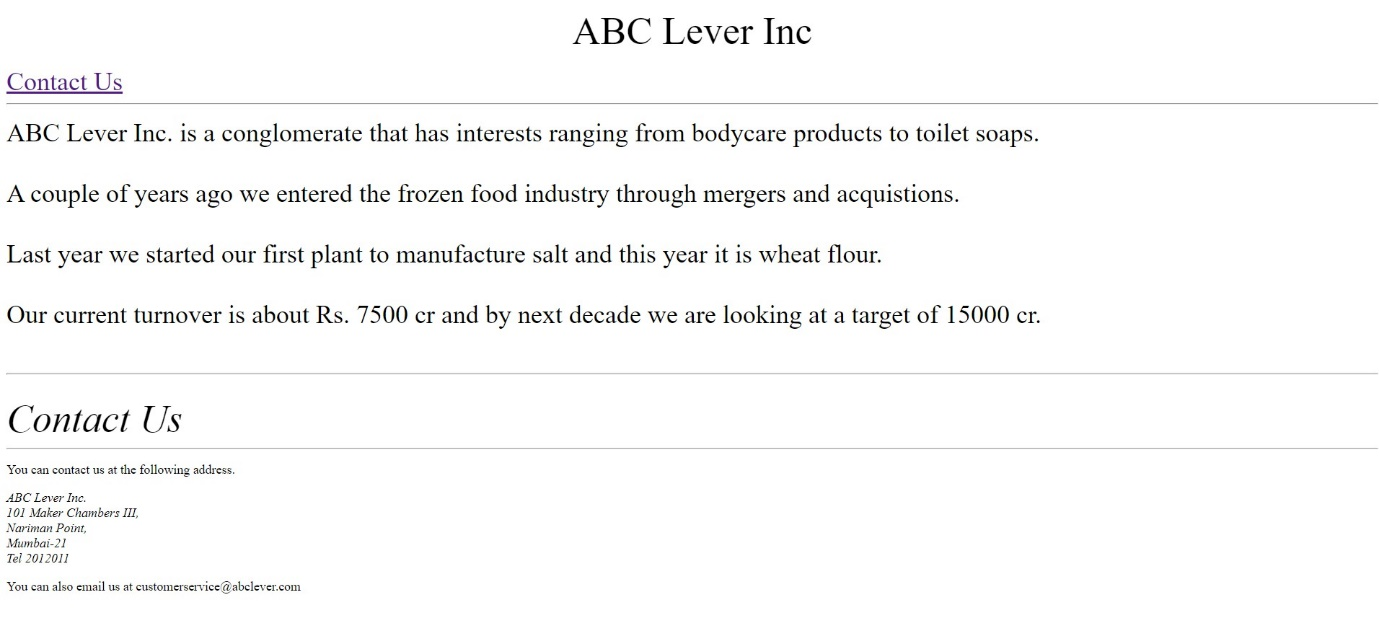 ABC Lever Inc
Contact Us
ABC Lever Inc. is a conglomerate that has interests ranging from bodycare products to toilet soaps.
A couple of years ago we entered the frozen food industry through mergers and acquistions.
Last year we started our first plant to manufacture salt and this year it is wheat flour.
Our current turnover is about Rs. 7500 cr and by next decade we are looking at a target of 15000 cr.
Contact Us
You can contact us at the following address.
ABC Lever Inc.
101 Maker Chambers III,
Nariman Point,
Mumbai-21
Tel 2012011
You can also email us at customerservice@abclever.com